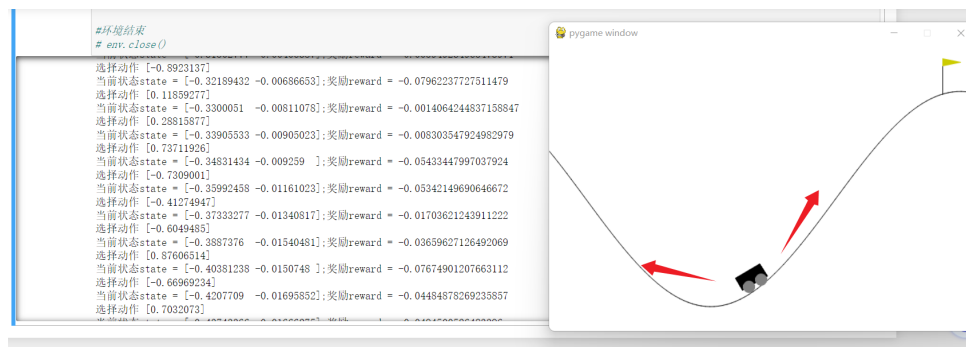 #环境结束
# env.close()
pygame window
选择动作 [-0.8923137]
当前状态state = [-0.32189432 -0.00686653];奖励reward = -0.07962237727511479
选择动作 [0.11859277]
当前状态state = [-0.3300051  -0.00811078];奖励reward = -0.0014064244837158847
选择动作 [0.28815877]
当前状态state = [-0.33905533 -0.00905023];奖励reward = -0.008303547924982979
选择动作 [0.73711926]
当前状态state = [-0.34831434 -0.009259  ];奖励reward = -0.05433447997037924
选择动作 [-0.7309001]
当前状态state = [-0.35992458 -0.01161023];奖励reward = -0.05342149690646672
选择动作 [-0.41274947]
当前状态state = [-0.37333277 -0.01340817];奖励reward = -0.01703621243911222
选择动作 [-0.6049485]
当前状态state = [-0.3887376  -0.01540481];奖励reward = -0.03659627126492069
选择动作 [0.87606514]
当前状态state = [-0.40381238 -0.0150748 ];奖励reward = -0.07674901207663112
选择动作 [-0.66969234]
当前状态state = [-0.4207709  -0.01695852];奖励reward = -0.04484878269235857
选择动作 [0.7032073]